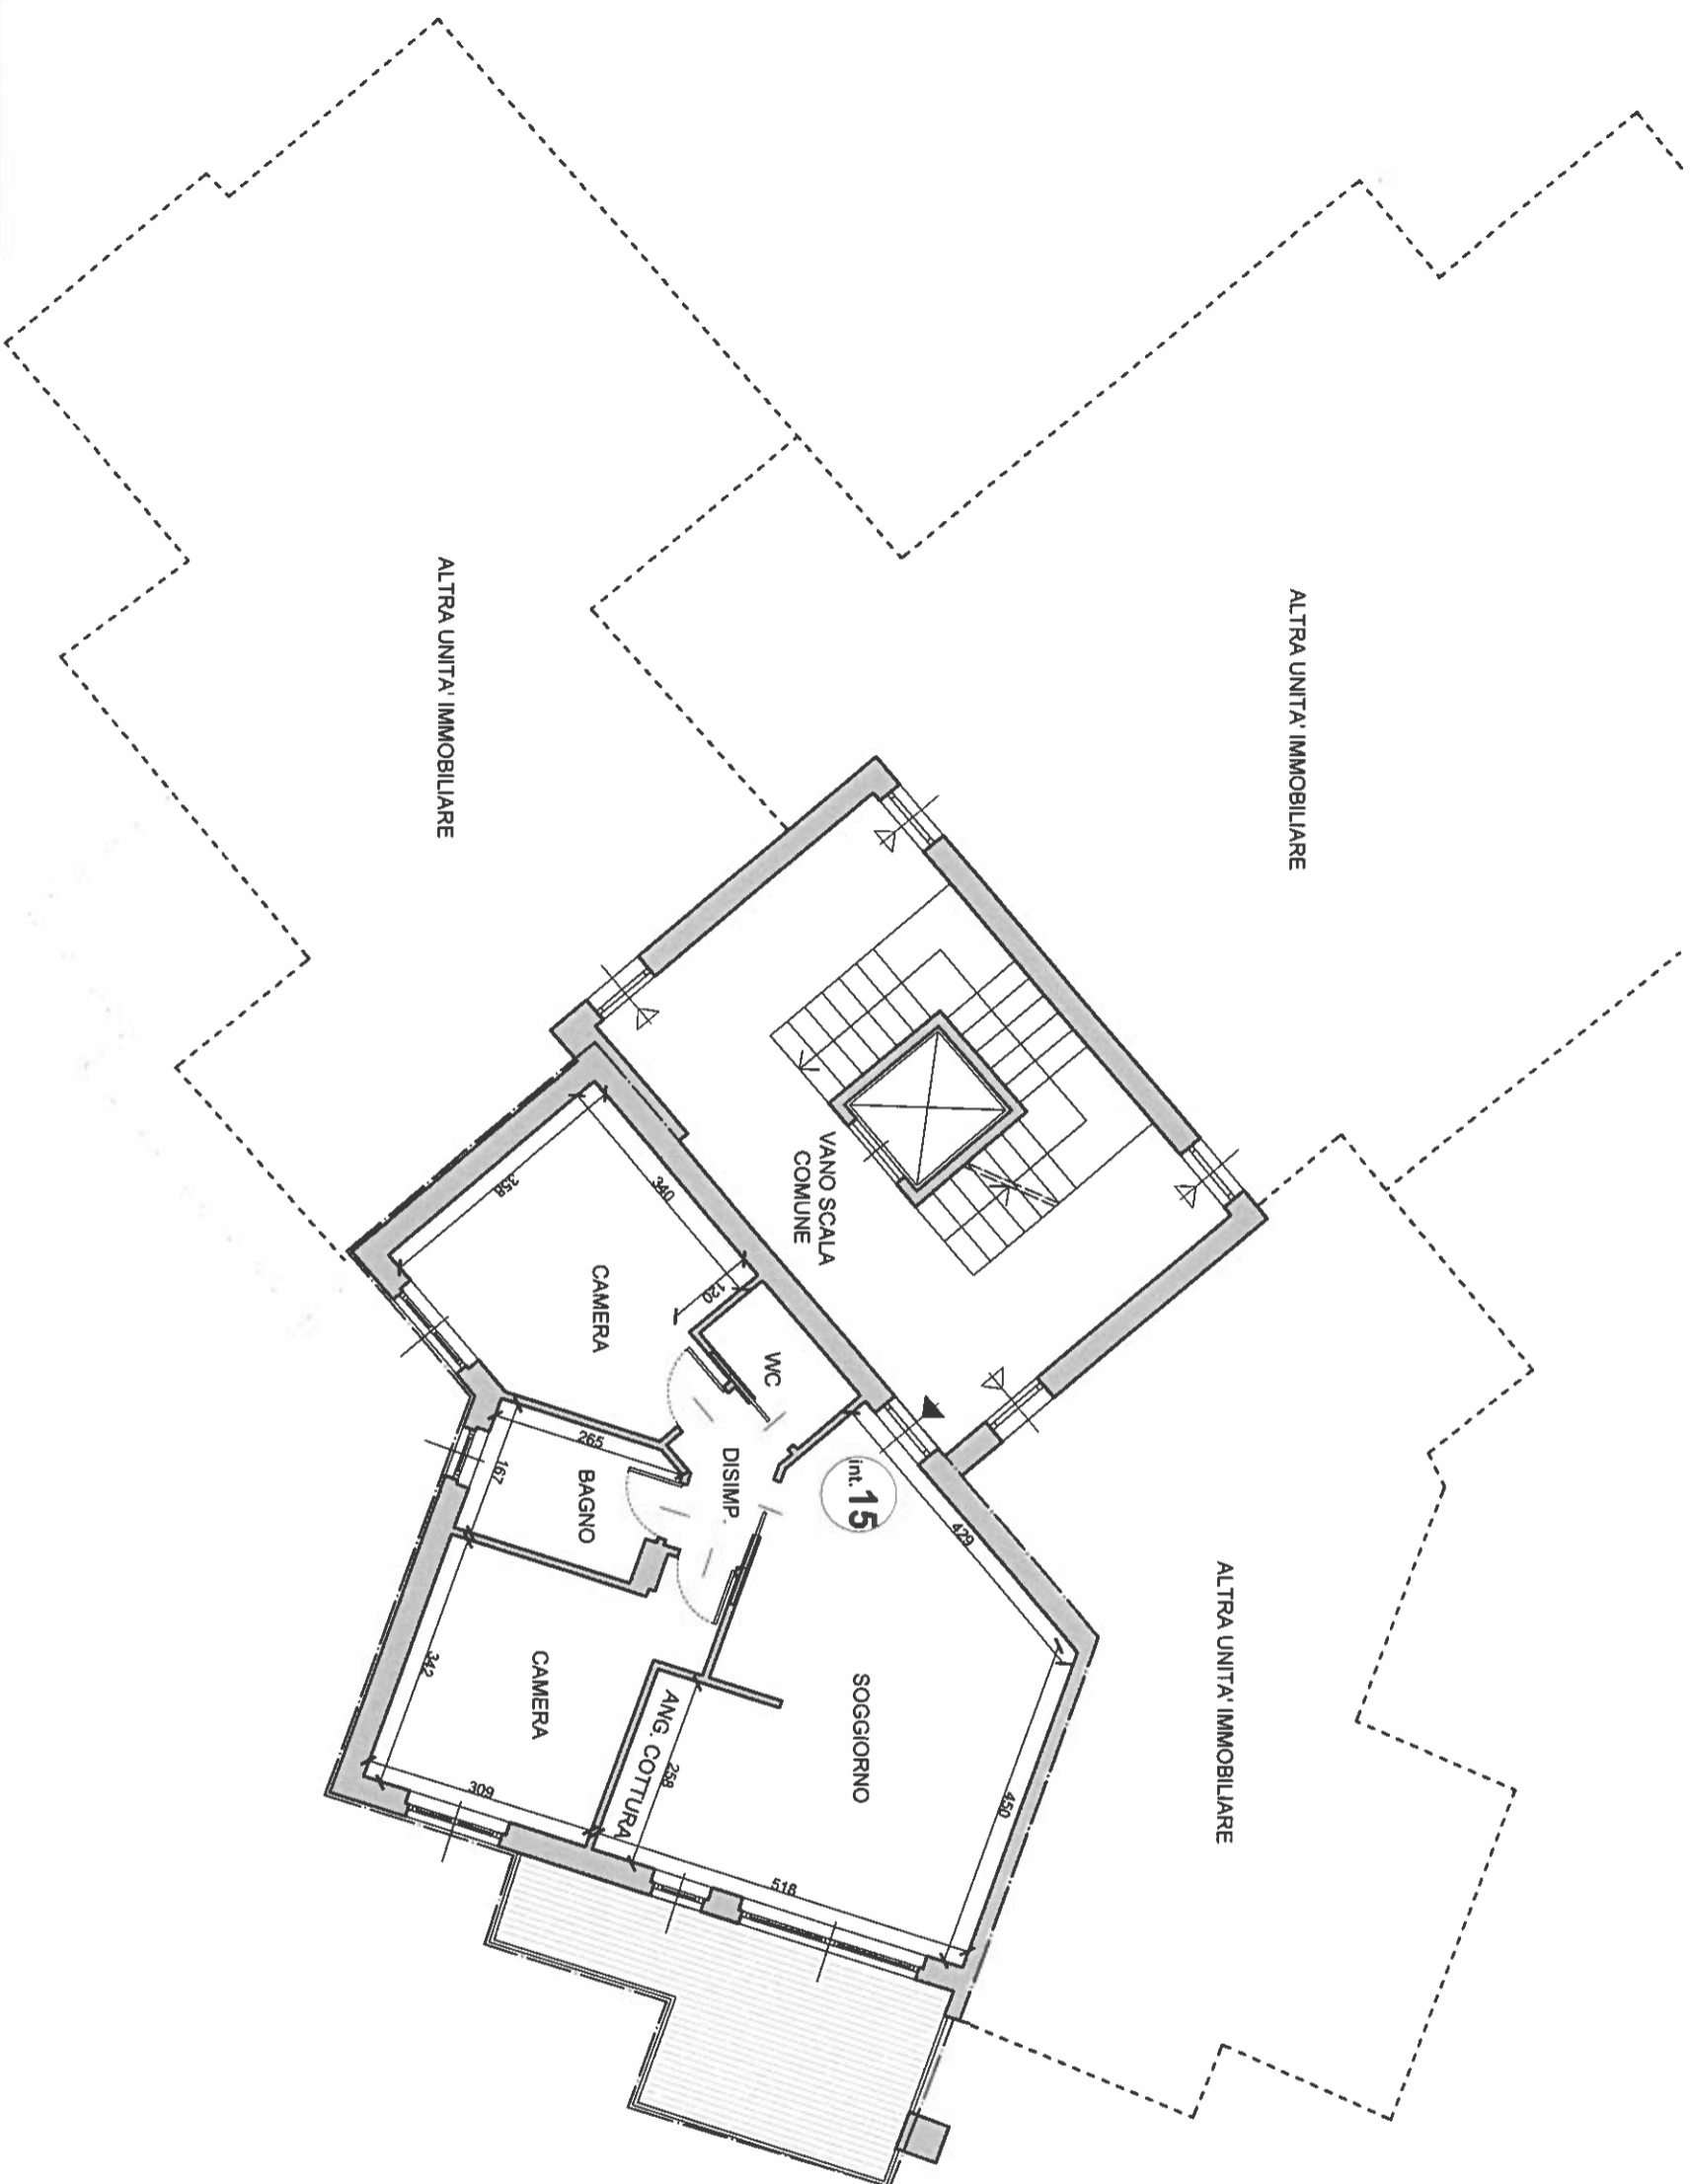 ALTRA UNITA' IMMOBILIARE
ALTRA UNITA' IMMOBILIARE
VANO SCALA
COMUNE
358
340
120
CAMERA
WC
265
167
BAGNO
DISIMP.
int. 15
429
ALTRA UNITA' IMMOBILIARE
SOGGIORNO
342
CAMERA
ANG. COTTURA
258
450
309
518